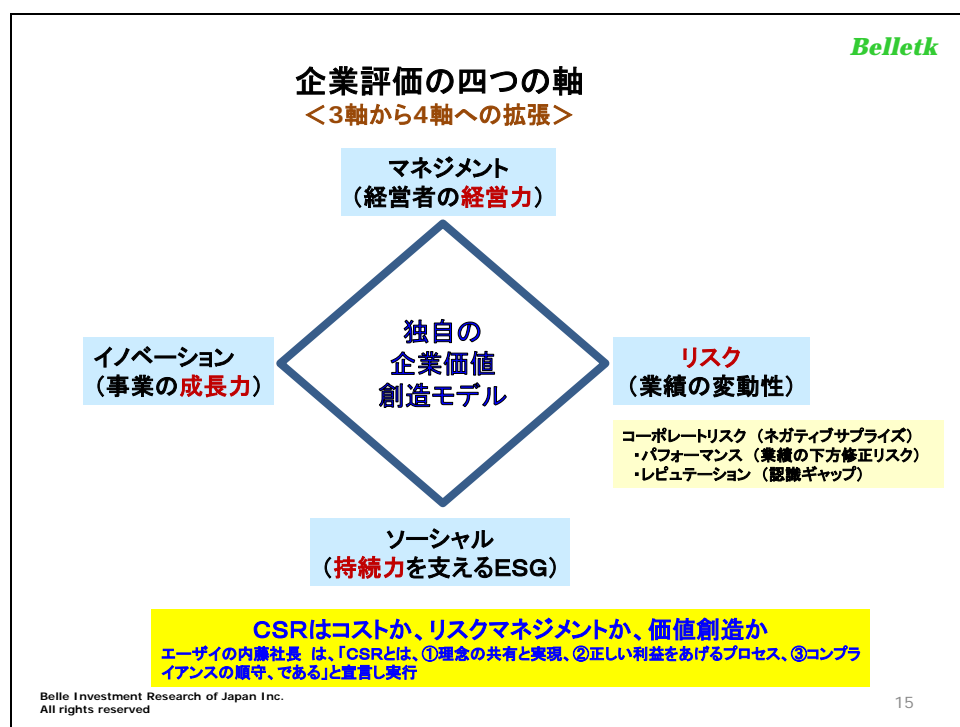 Belletk
企業評価の四つの軸
＜3軸から4軸への拡張＞
マネジメント
（経営者の経営力）
イノベーション
（事業の成長力）
独自の
企業価値
創造モデル
リスク
（業績の変動性）
コーポレートリスク （ネガティブサプライズ）
・パフォーマンス （業績の下方修正リスク）
・レピュテーション （認識ギャップ）
ソーシャル
（持続力を支えるESG）
CSRはコストか、リスクマネジメントか、価値創造か
エーザイの内藤社長 は、「CSRとは、①理念の共有と実現、②正しい利益をあげるプロセス、③コンプラ
イアンスの順守、である」と宣言し実行
Belle Investment Research of Japan Inc.
All rights reserved
15